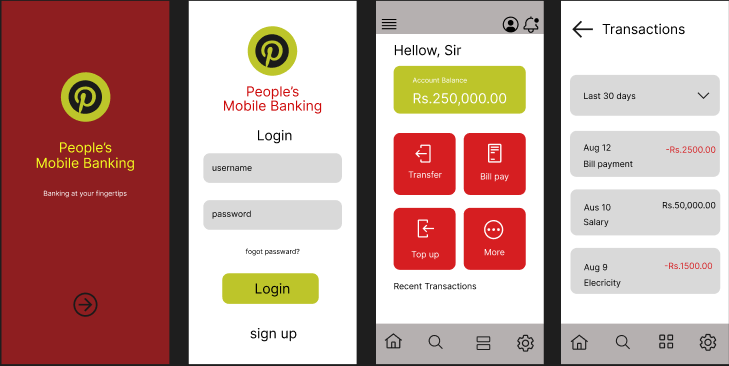 People's
Mobile Banking
Banking at your fingertips
People's
Mobile Banking
Login
username
password
fogot passward?
Login
sign up
Hellow, Sir
Account Balance
Rs.250,000.00
Transfer
Bill pay
Top up
More
Recent Transactions
Transactions
Last 30 days
Aug 12
-Rs.2500.00
Bill payment
Aus 10
Rs.50,000.00
Salary
Aug 9
-Rs.1500.00
Elecricity